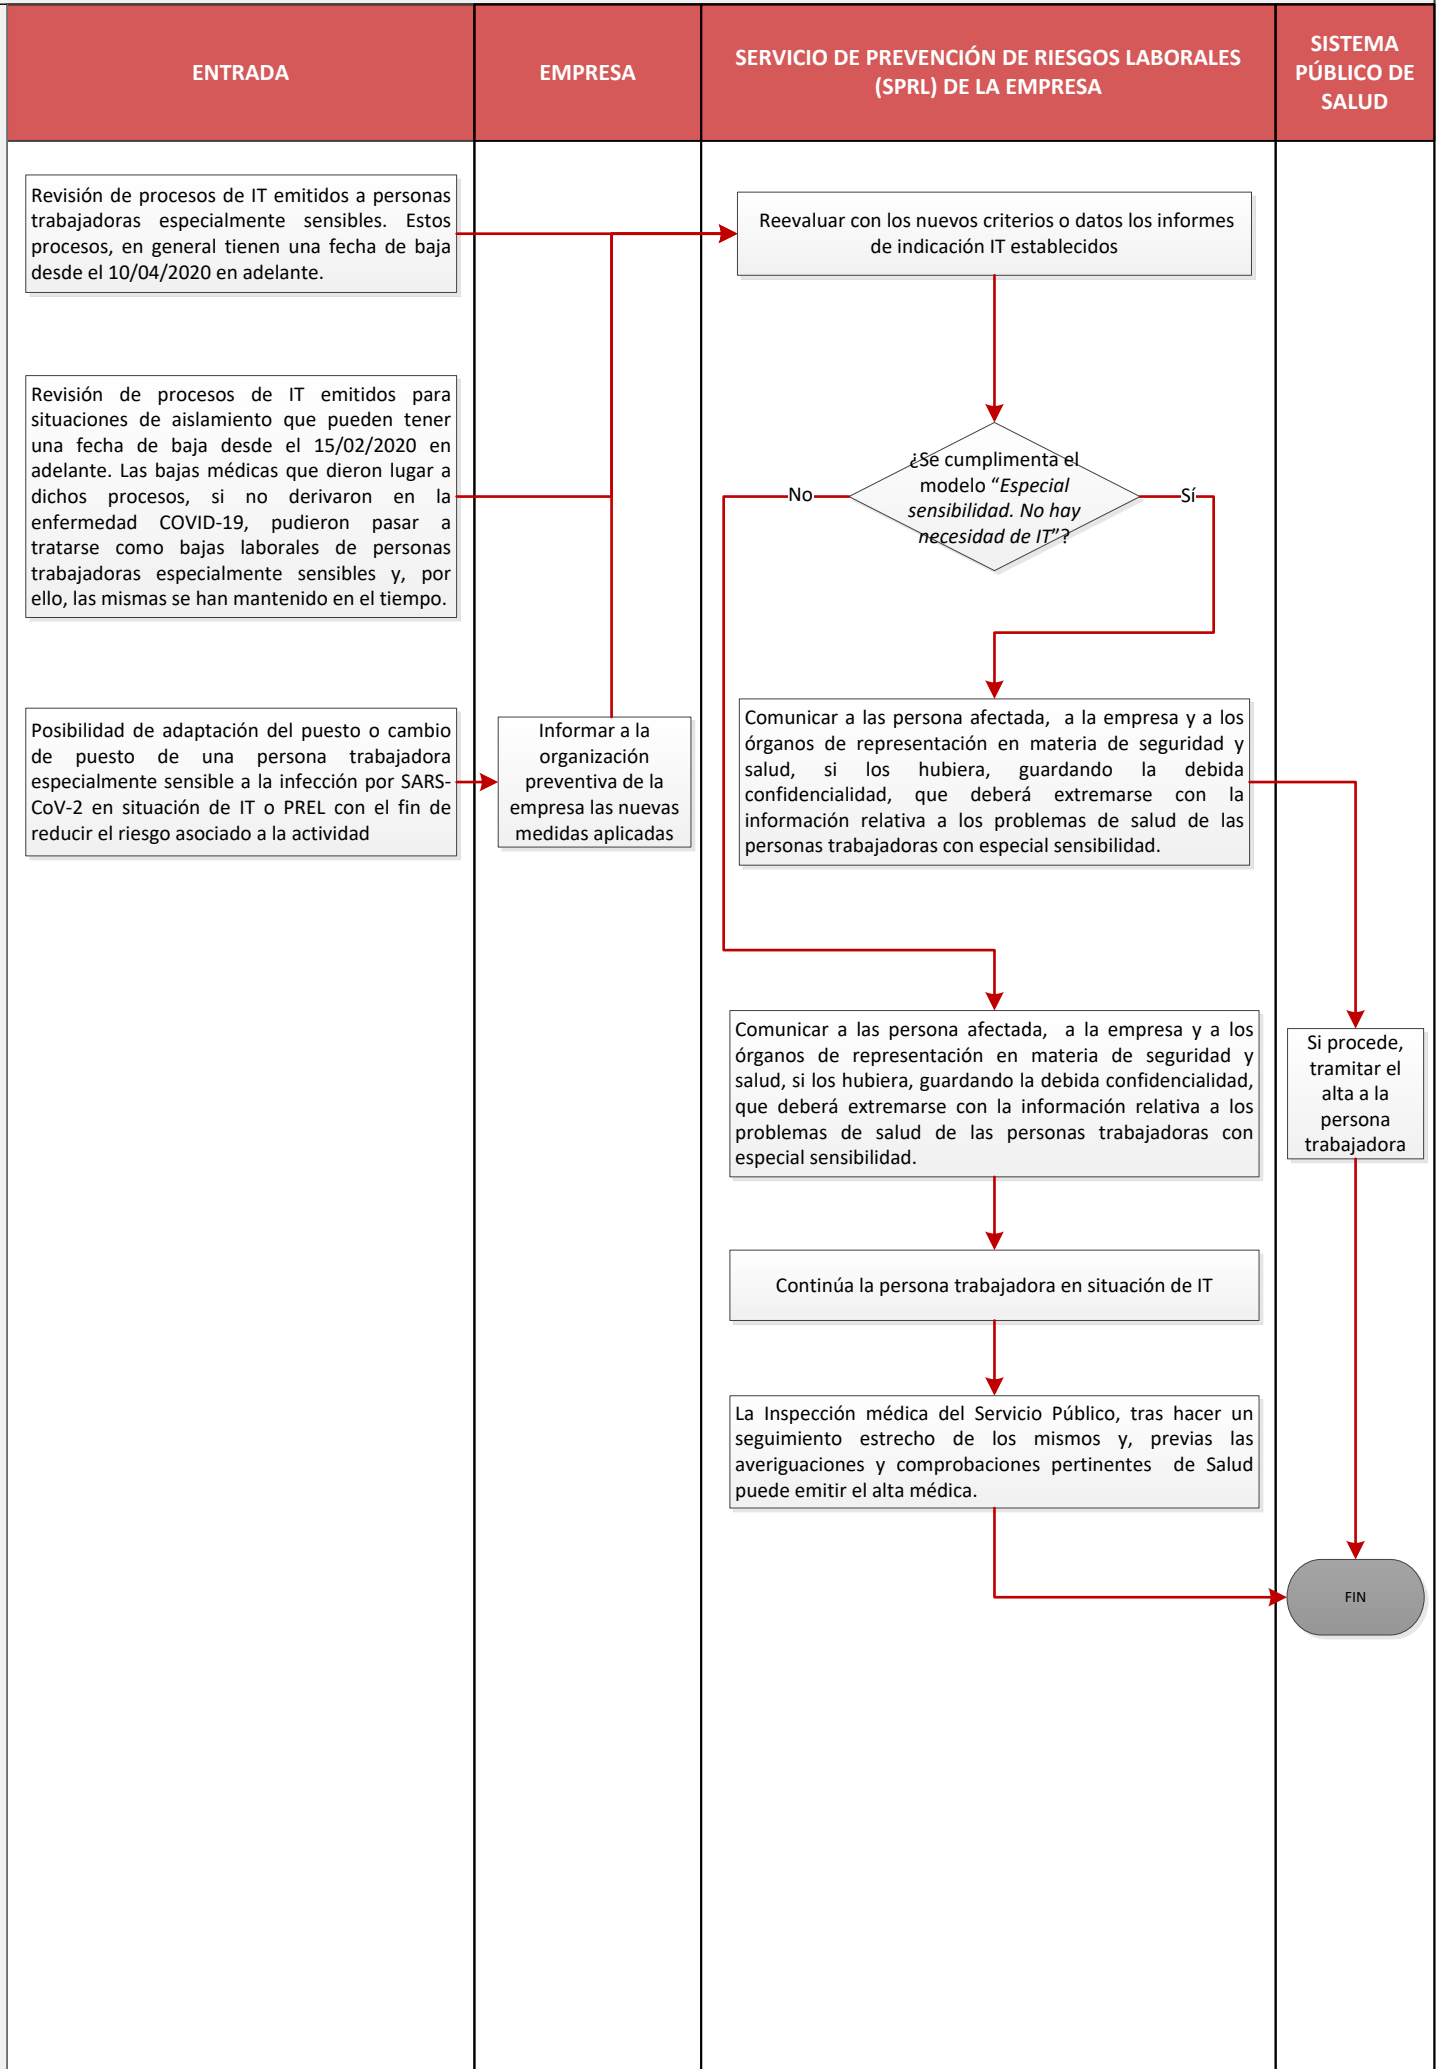 ENTRADA
EMPRESA
SERVICIO DE PREVENCIÓN DE RIESGOS LABORALES
(SPRL) DE LA EMPRESA
SISTEMA
PÚBLICO DE
SALUD
Revisión de procesos de IT emitidos a personas
trabajadoras especialmente sensibles. Estos
procesos, en general tienen una fecha de baja
desde el 10/04/2020 en adelante.
Reevaluar con los nuevos criterios o datos los informes
de indicación IT establecidos
Revisión de procesos de IT emitidos para
situaciones de aislamiento que pueden tener
una fecha de baja desde el 15/02/2020 en
adelante. Las bajas médicas que dieron lugar a
dichos procesos, si no derivaron en la
enfermedad COVID-19, pudieron pasar a
tratarse como bajas laborales de personas
trabajadoras especialmente sensibles y, por
ello, las mismas se han mantenido en el tiempo.
¿Se cumplimenta el
modelo “Especial
sensibilidad. No hay
necesidad de IT”?
No
Sí
Posibilidad de adaptación del puesto o cambio
de puesto de una persona trabajadora
especialmente sensible a la infección por SARS-
CoV-2 en situación de IT o PREL con el fin de
reducir el riesgo asociado a la actividad
Informar a la
organización
preventiva de la
empresa las nuevas
medidas aplicadas
Comunicar a las persona afectada, a la empresa y a los
órganos de representación en materia de seguridad y
salud, si los hubiera, guardando la debida
confidencialidad, que deberá extremarse con la
información relativa a los problemas de salud de las
personas trabajadoras con especial sensibilidad.
Comunicar a las persona afectada, a la empresa y a los
órganos de representación en materia de seguridad y
salud, si los hubiera, guardando la debida confidencialidad,
que deberá extremarse con la información relativa a los
problemas de salud de las personas trabajadoras con
especial sensibilidad.
Si procede,
tramitar el
alta a la
persona
trabajadora
Continúa la persona trabajadora en situación de IT
La Inspección médica del Servicio Público, tras hacer un
seguimiento estrecho de los mismos y, previas las
averiguaciones y comprobaciones pertinentes de Salud
puede emitir el alta médica.
FIN